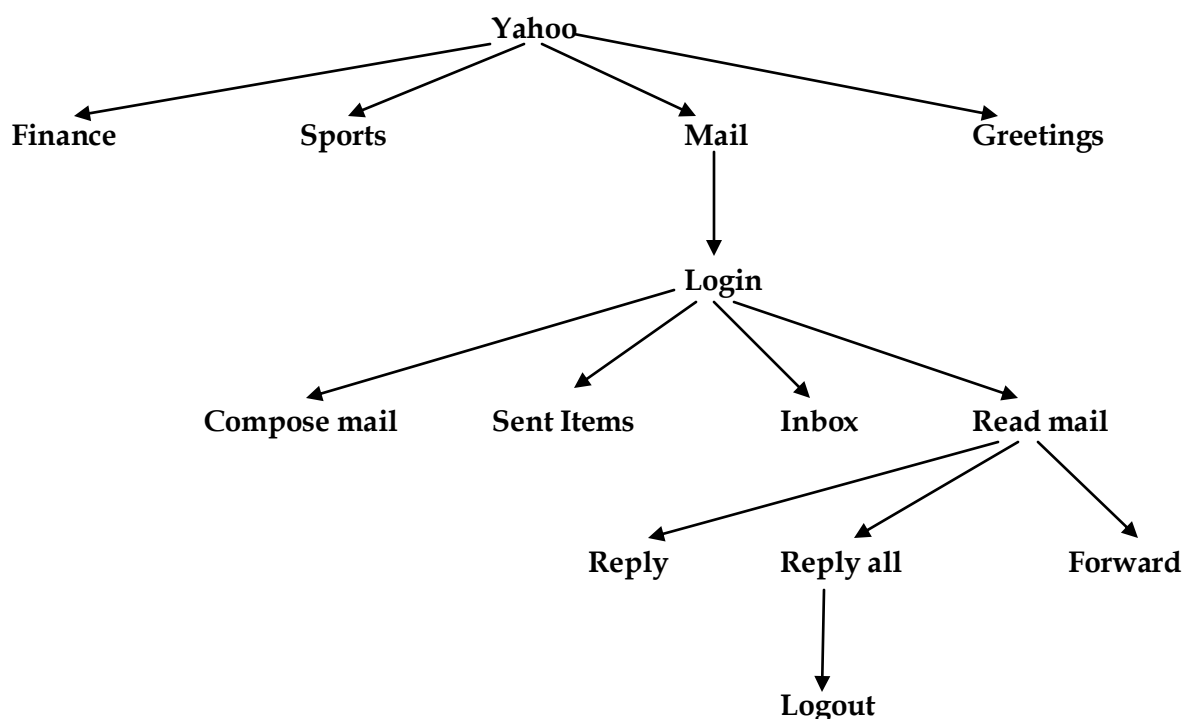 Yahoo
Finance Sports Mail Greetings
Login
Compose mail Sent Items Inbox Read mail
Reply Reply all Forward
Logout